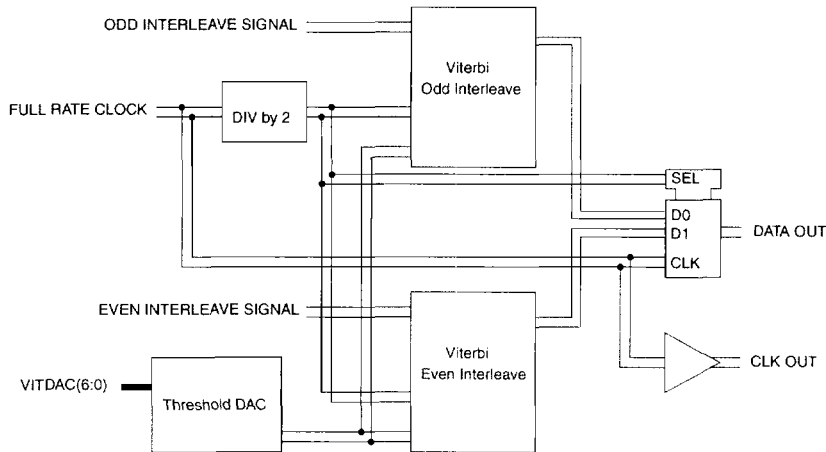 ODD INTERLEAVE SIGNAL
Viterbi
Odd Interleave
FULL RATE CLOCK
DIV by 2
SEL
D0
D1
DATA OUT
CLK
EVEN INTERLEAVE SIGNAL
Viterbi
Even Interleave
CLK OUT
VITDAC(6:0)
Threshold DAC